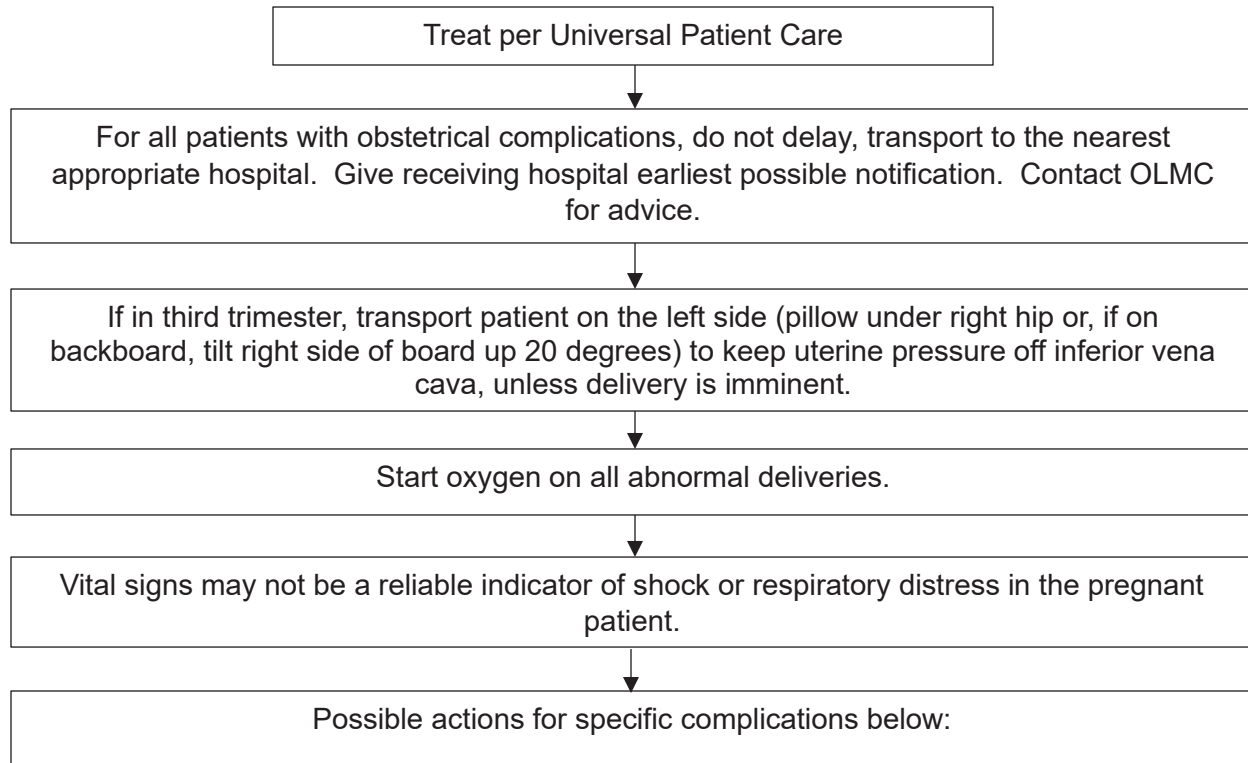 Treat per Universal Patient Care
For all patients with obstetrical complications, do not delay, transport to the nearest
appropriate hospital.  Give receiving hospital earliest possible notification.  Contact OLMC
for advice.
If in third trimester, transport patient on the left side (pillow under right hip or, if on
backboard, tilt right side of board up 20 degrees) to keep uterine pressure off inferior vena
cava, unless delivery is imminent.
Start oxygen on all abnormal deliveries.
Vital signs may not be a reliable indicator of shock or respiratory distress in the pregnant
patient.
Possible actions for specific complications below: